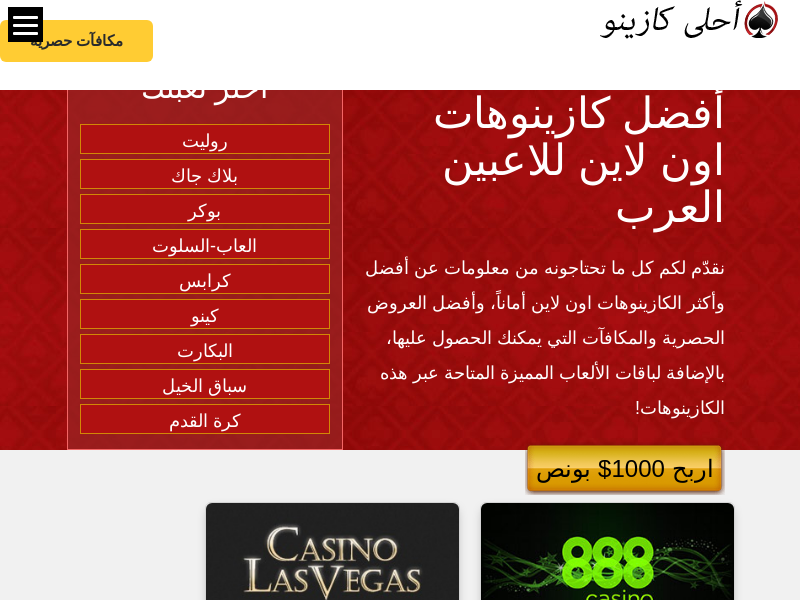 أحلى كازينو
مكافآت حصرية
أفضل كازينوهات
اون لاين للاعبين
العرب
نقدّم لكم كل ما تحتاجونه من معلومات عن أفضل
وأكثر الكازينوهات اون لاين أماناً، وأفضل العروض
الحصرية والمكافآت التي يمكنك الحصول عليها،
بالإضافة لباقات الألعاب المميزة المتاحة عبر هذه
الكازينوهات!
اربح 1000$ بونص
اختر لعبتك
روليت
بلاك جاك
بوكر
العاب-السلوت
كرابس
كينو
البكارت
سباق الخيل
كرة القدم
888
casino
CASINO
LASVEGAS